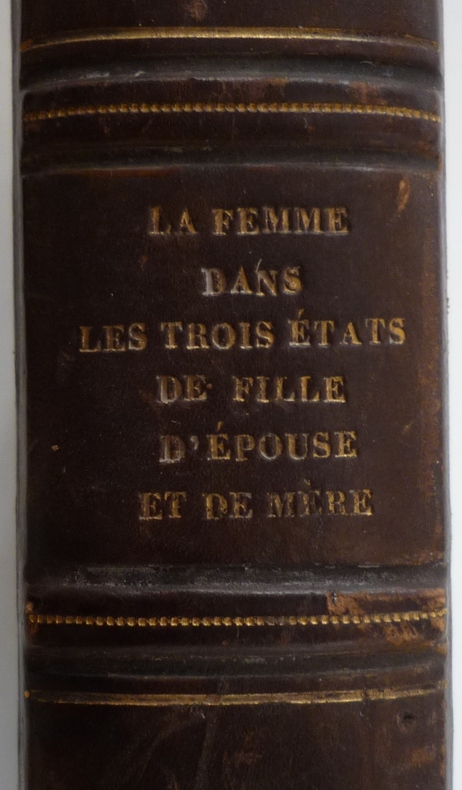 LA FEMME
DANS
LES TROIS ÉTATS
DE FILLE
D'ÉPOUSE
ET DE MÈRE